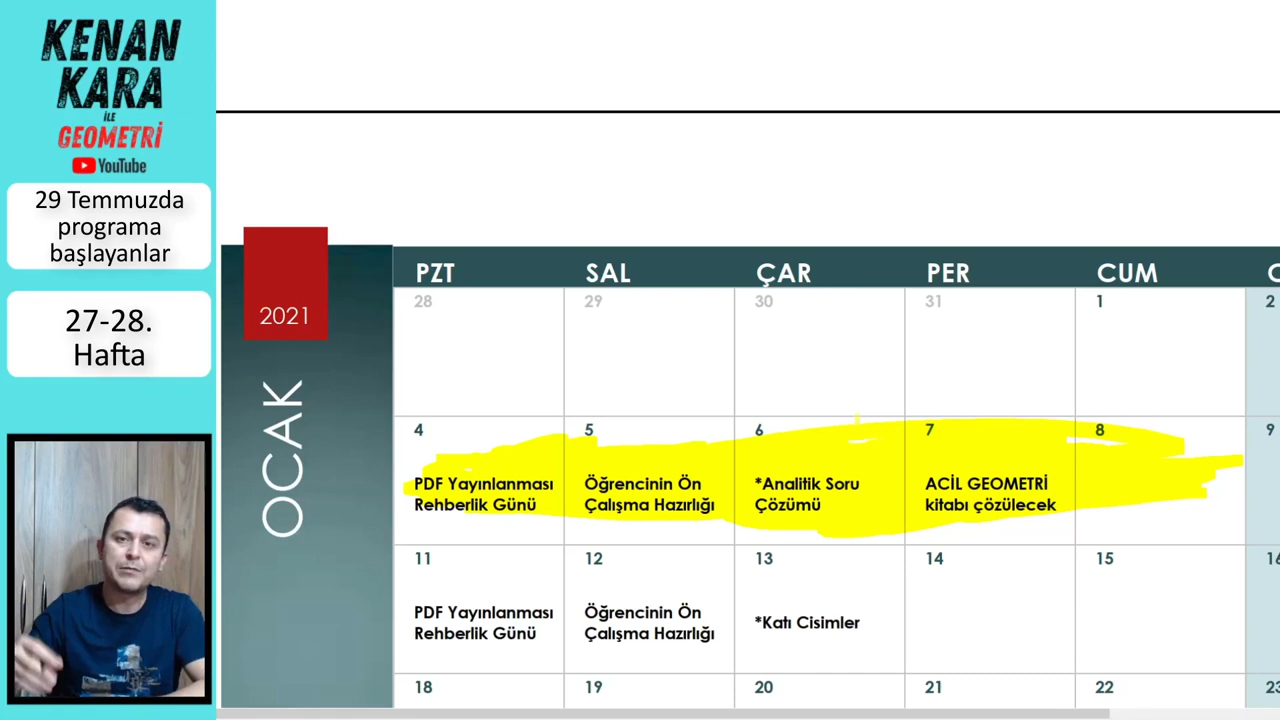 KENAN
KARA
İLE
GEOMETRİ
YouTube
29 Temmuzda
programa
başlayanlar
27-28.
Hafta
2021
OCAK
PZT SAL ÇAR PER CUM
28 29 30 31 1 2
4 5 6 7 8 9
PDF Yayınlanması Öğrencinin Ön *Analitik Soru ACİL GEOMETRİ
Rehberlik Günü Çalışma Hazırlığı Çözümü kitabı çözülecek
11 12 13 14 15
PDF Yayınlanması Öğrencinin Ön *Katı Cisimler
Rehberlik Günü Çalışma Hazırlığı
18 19 20 21 22